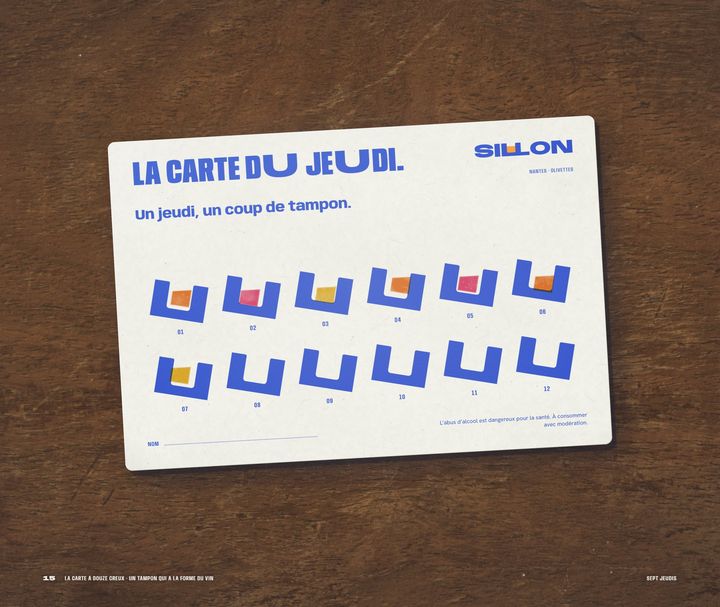 LA CARTE DU JEUDI.
SILLON
NANTES · OLIVETTES
Un jeudi, un coup de tampon.
01 02 03 04 05 06
07 08 09 10 11 12
NOM
L'abus d'alcool est dangereux pour la santé. À consommer
avec modération.
15 LA CARTE À DOUZE CREUX · UN TAMPON QUI A LA FORME DU VIN
SEPT JEUDIS